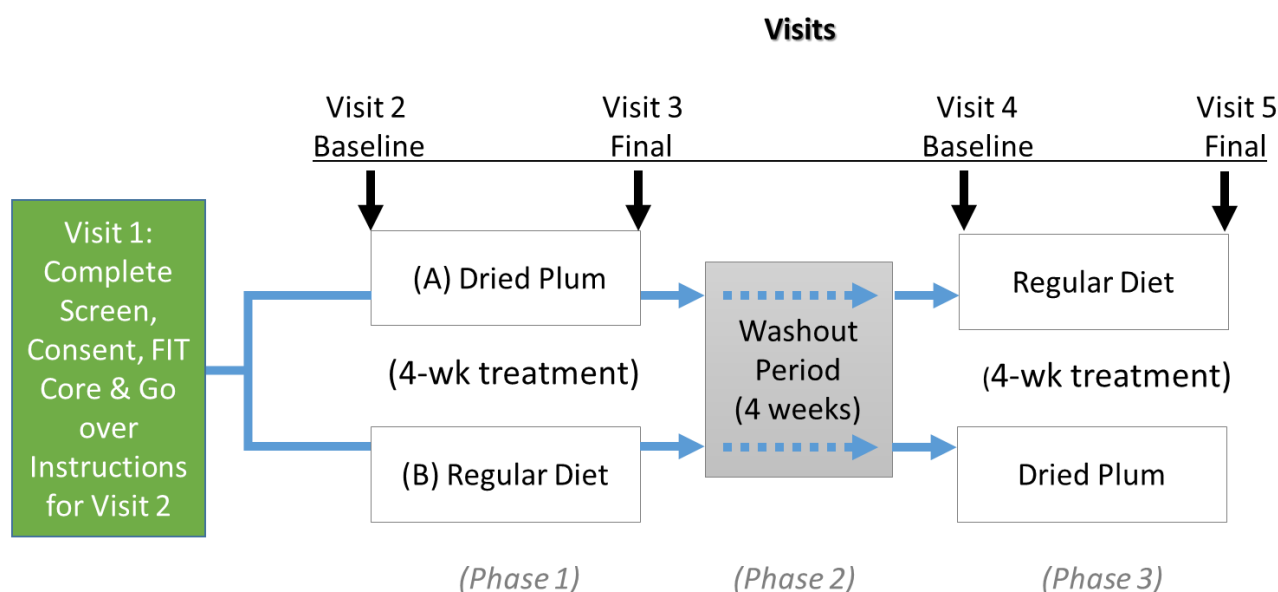 Visits
Visit 2
Baseline
Visit 3
Final
Visit 4
Baseline
Visit 5
Final
Visit 1:
Complete
Screen,
Consent, FIT
Core & Go
over
Instructions
for Visit 2
(A) Dried Plum
(4-wk treatment)
(B) Regular Diet
Washout
Period
(4 weeks)
Regular Diet
(4-wk treatment)
Dried Plum
(Phase 1)
(Phase 2)
(Phase 3)